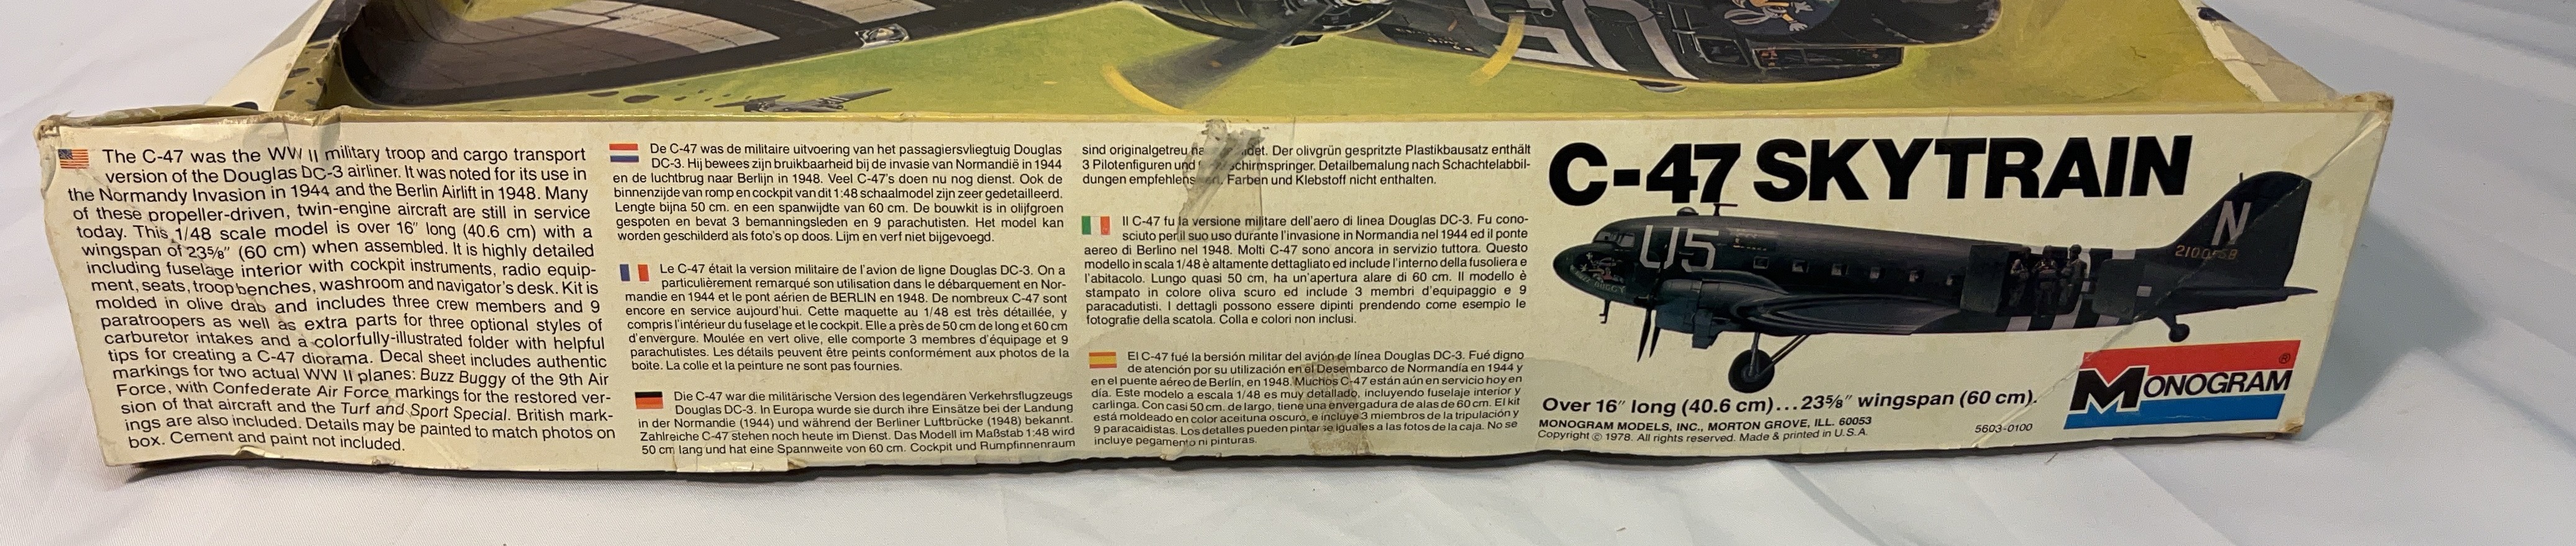 The C-47 was the WW II military troop and cargo transport
version of the Douglas DC-3 airliner. It was noted for its use in
the Normandy Invasion in 1944 and the Berlin Airlift in 1948. Many
of these propeller-driven, twin-engine aircraft are still in service
today. This 1/48 scale model is over 16″ long (40.6 cm) with a
wingspan of 23⅝″ (60 cm) when assembled. It is highly detailed
including fuselage interior with cockpit instruments, radio equip-
ment, seats, troop benches, washroom and navigator's desk. Kit is
molded in olive drab and includes three crew members and 9
paratroopers as well as extra parts for three optional styles of
carburetor intakes and a colorfully-illustrated folder with helpful
tips for creating a C-47 diorama. Decal sheet includes authentic
markings for two actual WW II planes: Buzz Buggy of the 9th Air
Force, with Confederate Air Force markings for the restored ver-
sion of that aircraft and the Turf and Sport Special. British mark-
ings are also included. Details may be painted to match photos on
box. Cement and paint not included.
De C-47 was de militaire uitvoering van het passagiersvliegtuig Douglas
DC-3. Hij bewees zijn bruikbaarheid bij de invasie van Normandië in 1944
en de luchtbrug naar Berlijn in 1948. Veel C-47's doen nu nog dienst. Ook de
binnenzijde van romp en cockpit van dit 1:48 schaalmodel zijn zeer gedetailleerd.
Lengte bijna 50 cm. en een spanwijdte van 60 cm. De bouwkit is in olijfgroen
gespoten en bevat 3 bemanningsleden en 9 parachutisten. Het model kan
worden geschilderd als foto's op doos. Lijm en verf niet bijgevoegd.
Le C-47 était la version militaire de l'avion de ligne Douglas DC-3. On a
particulièrement remarqué son utilisation dans le débarquement en Nor-
mandie en 1944 et le pont aérien de BERLIN en 1948. De nombreux C-47 sont
encore en service aujourd'hui. Cette maquette au 1/48 est très détaillée, y
compris l'intérieur du fuselage et le cockpit. Elle a près de 50 cm de long et 60 cm
d'envergure. Moulée en vert olive, elle comporte 3 membres d'équipage et 9
parachutistes. Les détails peuvent être peints conformément aux photos de la
boite. La colle et la peinture ne sont pas fournies.
Die C-47 war die militärische Version des legendären Verkehrsflugzeugs
Douglas DC-3. In Europa wurde sie durch ihre Einsätze bei der Landung
in der Normandie (1944) und während der Berliner Luftbrücke (1948) bekannt.
Zahlreiche C-47 stehen noch heute im Dienst. Das Modell im Maßstab 1:48 wird
50 cm lang und hat eine Spannweite von 60 cm. Cockpit und Rumpfinnenraum
sind originalgetreu Der olivgrün gespritzte Plastikbausatz enthält
3 Pilotenfiguren und Detailbemalung nach Schachtelabbil-
dungen Farben und Klebstoff nicht enthalten.
Il C-47 fu la versione militare dell'aero di linea Douglas DC-3. Fu cono-
sciuto per il suo uso durante l'invasione in Normandia nel 1944 ed il ponte
aereo di Berlino nel 1948. Molti C-47 sono ancora in servizio tuttora. Questo
modello in scala 1/48 è altamente dettagliato ed include l'interno della fusoliera e
l'abitacolo. Lungo quasi 50 cm, ha un'apertura alare di 60 cm. Il modello è
stampato in colore oliva scuro ed include 3 membri d'equipaggio e 9
paracadutisti. I dettagli possono essere dipinti prendendo come esempio le
fotografie della scatola. Colla e colori non inclusi.
El C-47 fué la bersión militar del avión de línea Douglas DC-3. Fué digno
de atención por su utilización en el Desembarco de Normandía en 1944 y
en el puente aéreo de Berlín, en 1948. Muchos C-47 están aún en servicio hoy en
día. Este modelo a escala 1/48 es muy detallado, incluyendo fuselaje interior y
carlinga. Con casi 50 cm. de largo, tiene una envergadura de alas de 60 cm. El kit
está moldeado en color aceituna oscuro, e incluye 3 miembros de la tripulación y
9 paracaidistas. Los detalles pueden pintarse iguales a las fotos de la caja. No se
incluye pegamento ni pinturas.
C-47 SKYTRAIN
U5
N
MONOGRAM ®
Over 16″ long (40.6 cm)...23⅝″ wingspan (60 cm).
MONOGRAM MODELS, INC., MORTON GROVE, ILL. 60053
Copyright © 1978. All rights reserved. Made & printed in U.S.A.
5603-0100